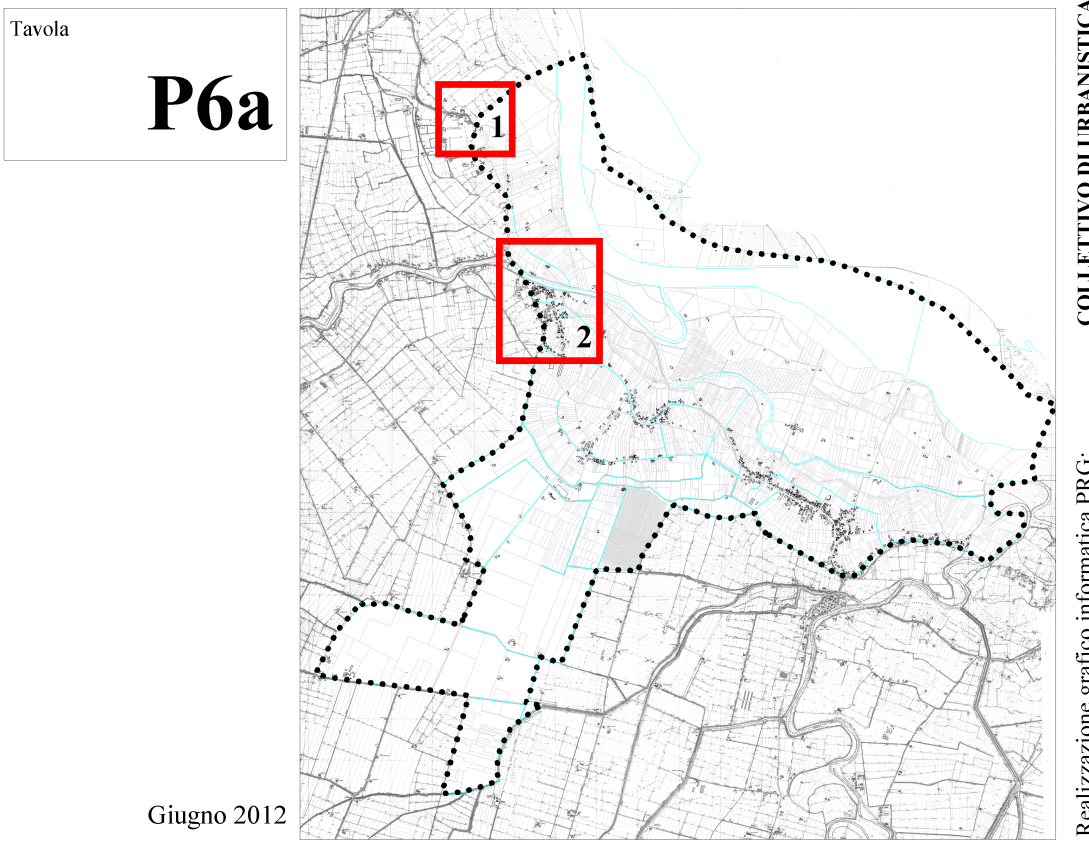 Tavola
P6a
1
2
Giugno 2012
COLLETTIVO DI URBANISTICA
Realizzazione grafico informatica PRG: